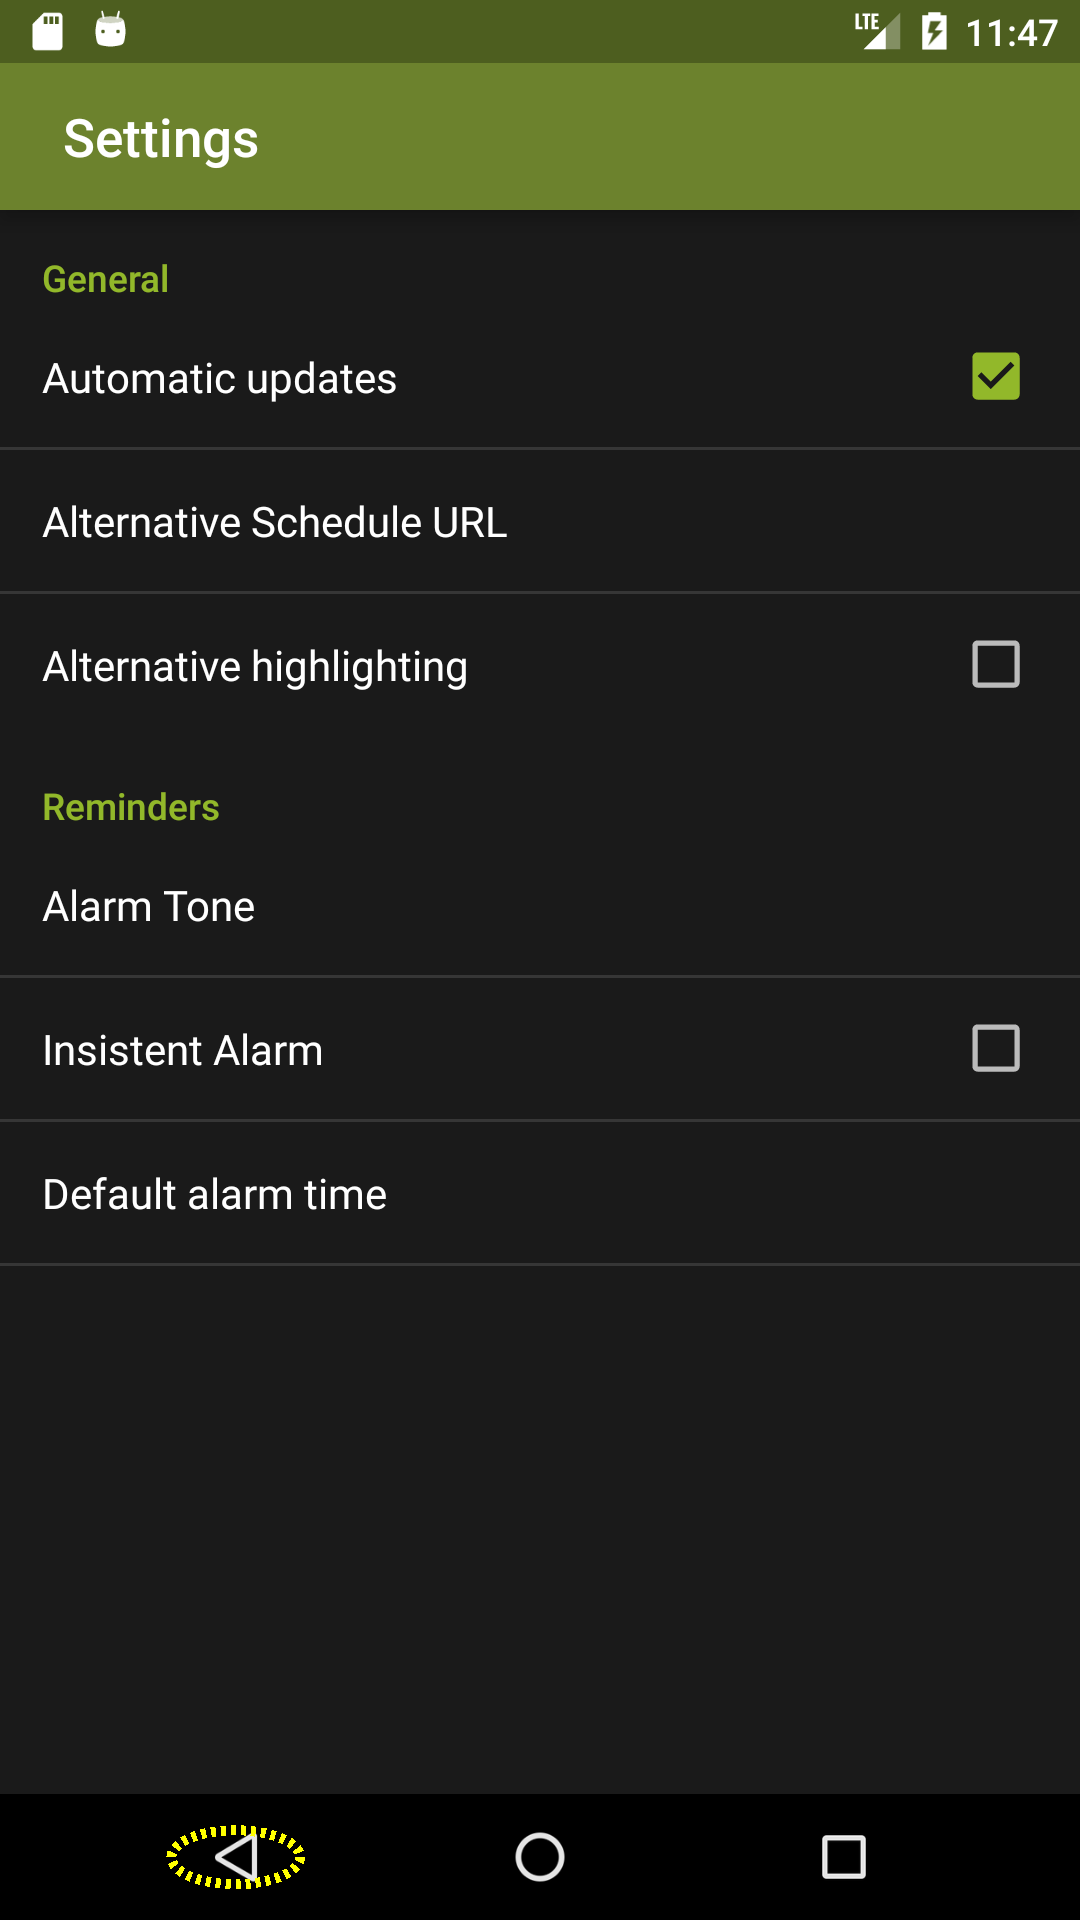 LTE 11:47
Settings
General
Automatic updates
Alternative Schedule URL
Alternative highlighting
Reminders
Alarm Tone
Insistent Alarm
Default alarm time